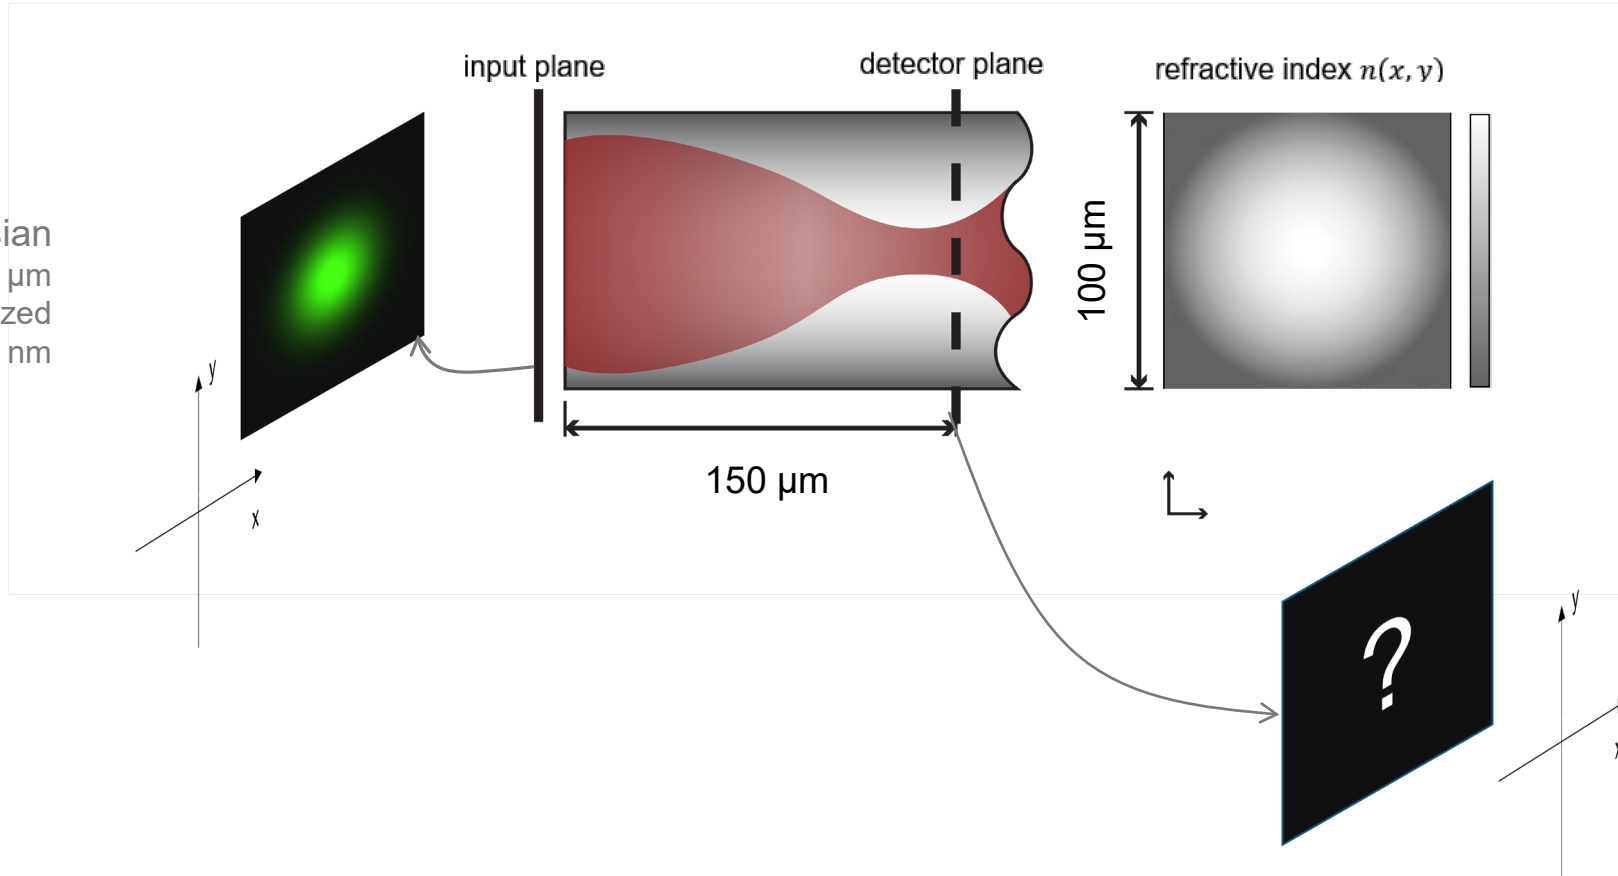 input plane
detector plane
refractive index n(x, y)
ian
μm
zed
nm
100 μm
y
x
150 μm
?
y